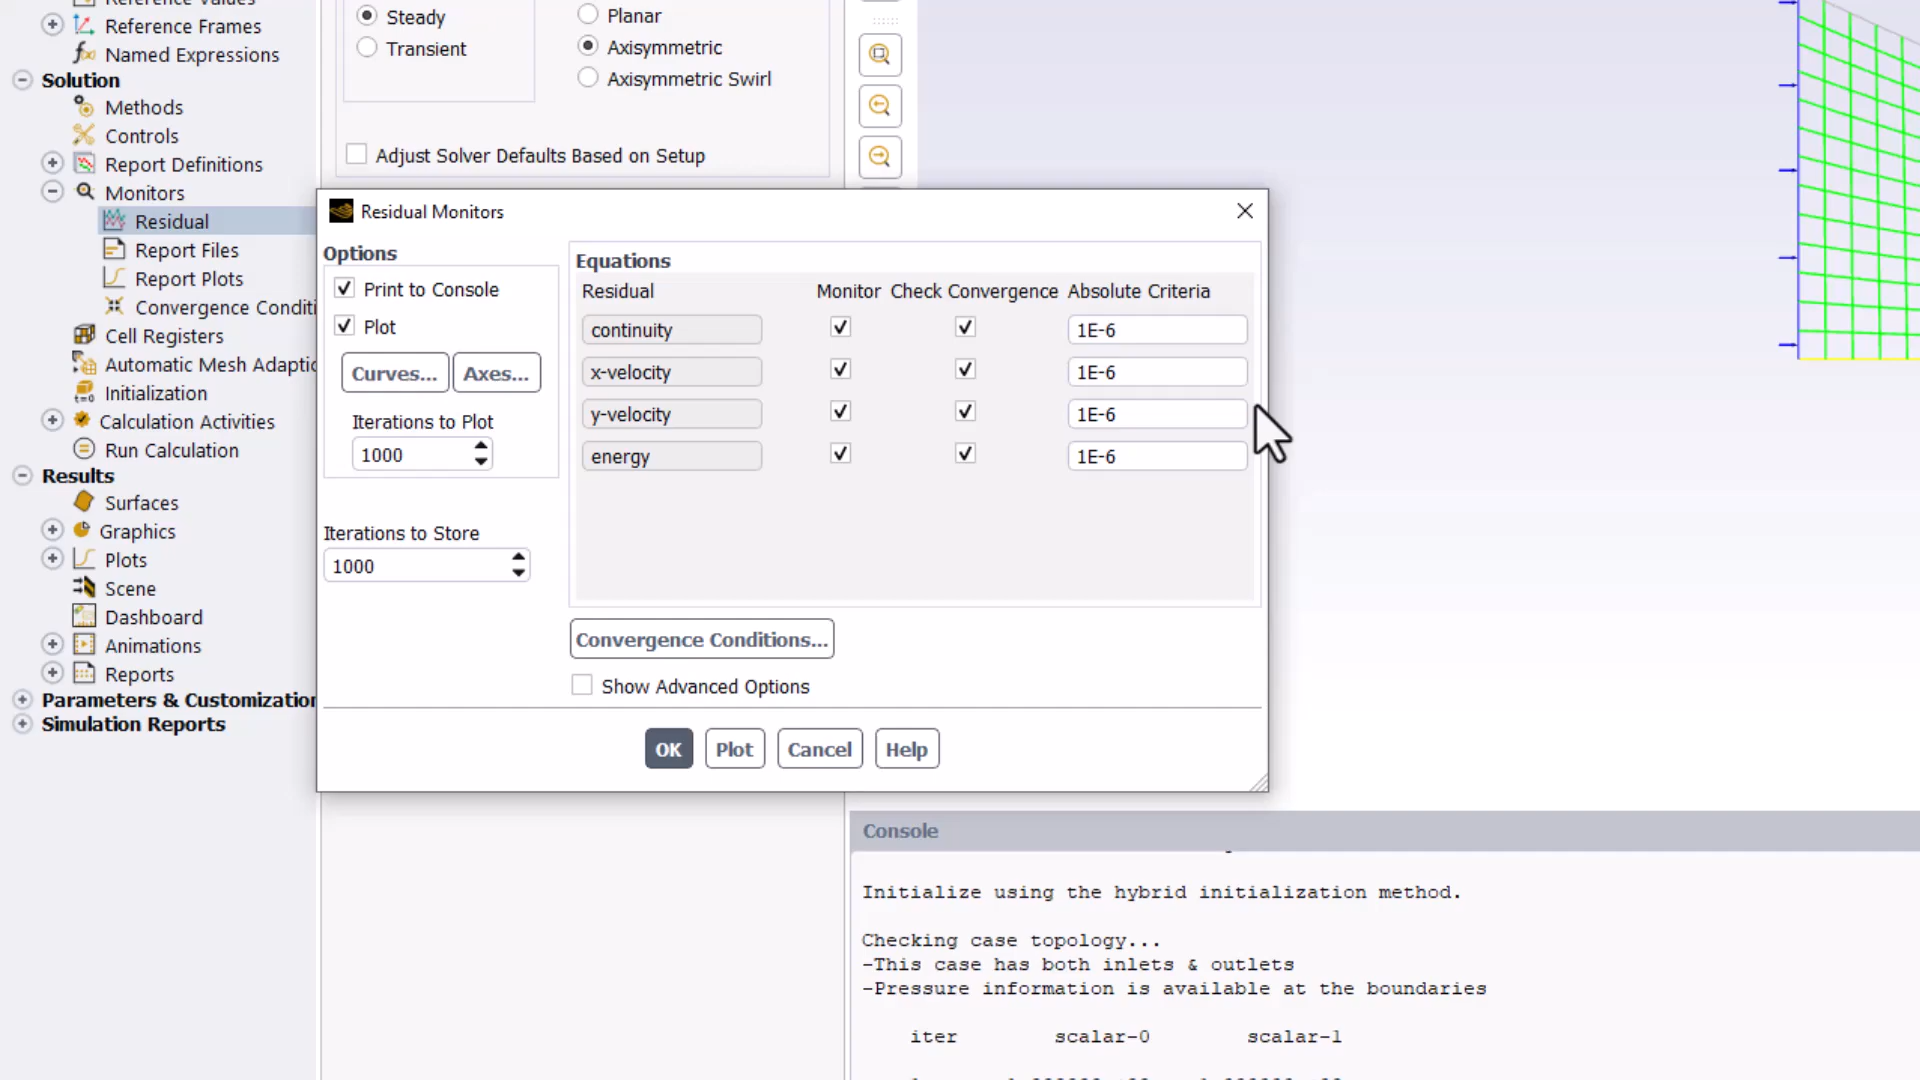 Reference Values
Reference Frames
Named Expressions
Solution
Methods
Controls
Report Definitions
Monitors
Residual
Report Files
Report Plots
Convergence Conditi
Cell Registers
Automatic Mesh Adaptic
Initialization
Calculation Activities
Run Calculation
Results
Surfaces
Graphics
Plots
Scene
Dashboard
Animations
Reports
Parameters & Customization
Simulation Reports
Steady
Transient
Planar
Axisymmetric
Axisymmetric Swirl
Adjust Solver Defaults Based on Setup
Residual Monitors
Options
Print to Console
Plot
Curves...
Axes...
Iterations to Plot
1000
Iterations to Store
1000
Equations
Residual Monitor Check Convergence Absolute Criteria
continuity 1E-6
x-velocity 1E-6
y-velocity 1E-6
energy 1E-6
Convergence Conditions...
Show Advanced Options
OK Plot Cancel Help
Console
Initialize using the hybrid initialization method.
Checking case topology...
-This case has both inlets & outlets
-Pressure information is available at the boundaries
iter scalar-0 scalar-1